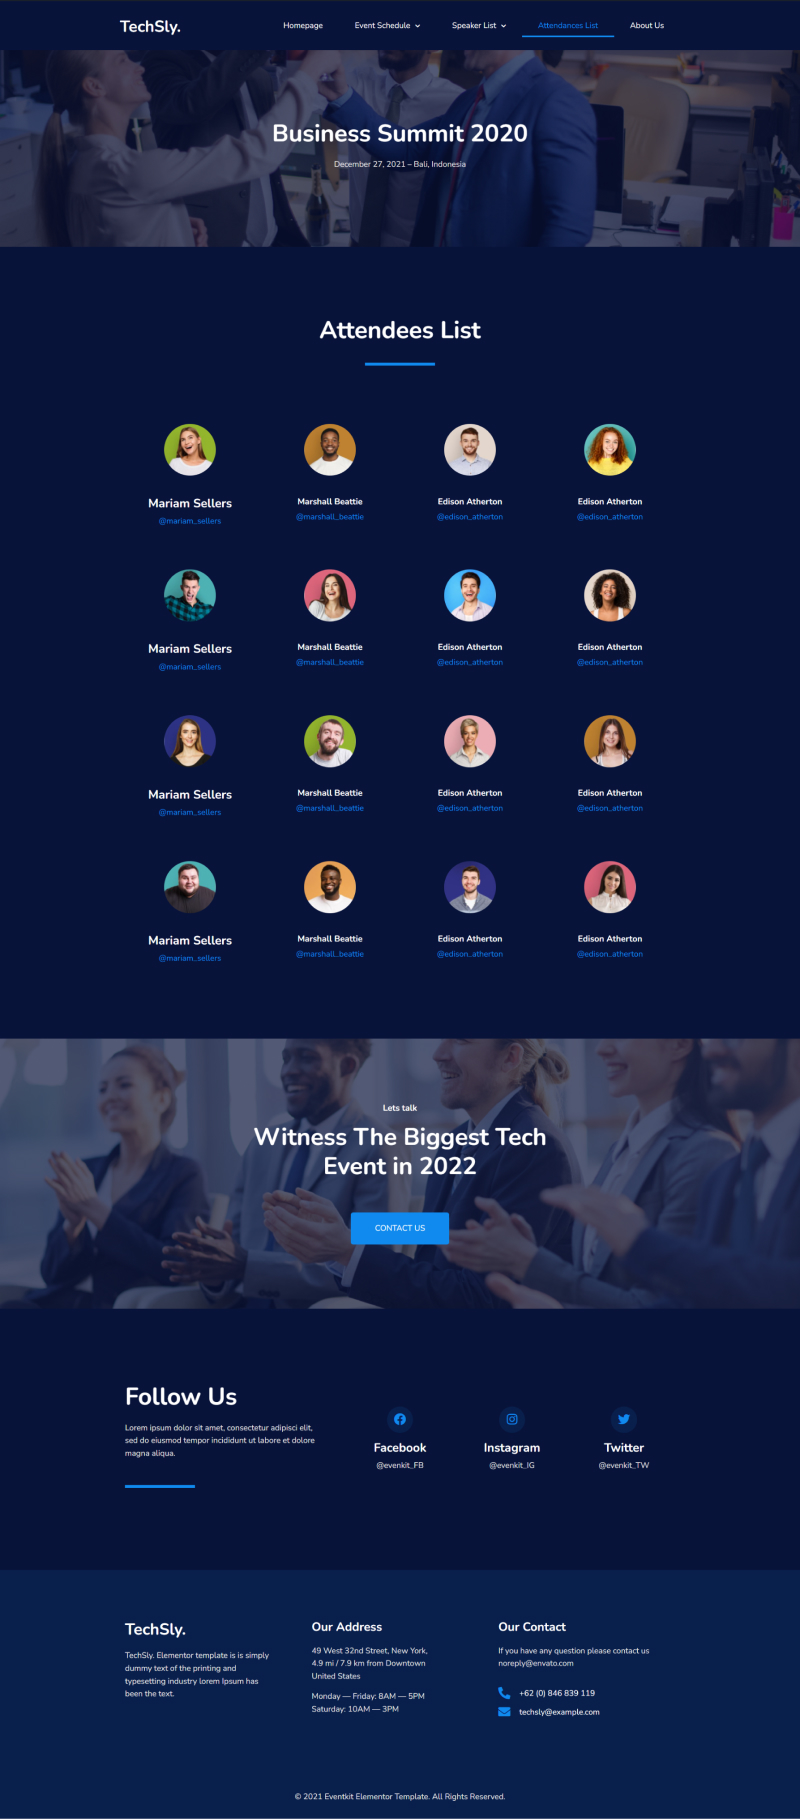 TechSly.
Homepage
Event Schedule
Speaker List
Attendances List
About Us
Business Summit 2020
December 27, 2021 – Bali, Indonesia
Attendees List
Mariam Sellers
@mariam_sellers
Marshall Beattie
@marshall_beattie
Edison Atherton
@edison_atherton
Edison Atherton
@edison_atherton
Mariam Sellers
@mariam_sellers
Marshall Beattie
@marshall_beattie
Edison Atherton
@edison_atherton
Edison Atherton
@edison_atherton
Mariam Sellers
@mariam_sellers
Marshall Beattie
@marshall_beattie
Edison Atherton
@edison_atherton
Edison Atherton
@edison_atherton
Mariam Sellers
@mariam_sellers
Marshall Beattie
@marshall_beattie
Edison Atherton
@edison_atherton
Edison Atherton
@edison_atherton
Lets talk
Witness The Biggest Tech
Event in 2022
CONTACT US
Follow Us
Lorem ipsum dolor sit amet, consectetur adipisci elit,
sed do eiusmod tempor incididunt ut labore et dolore
magna aliqua.
Facebook
@evenkit_FB
Instagram
@evenkit_IG
Twitter
@evenkit_TW
TechSly.
TechSly. Elementor template is is simply
dummy text of the printing and
typesetting industry lorem Ipsum has
been the text.
Our Address
49 West 32nd Street, New York,
4.9 mi / 7.9 km from Downtown
United States
Monday — Friday: 8AM — 5PM
Saturday: 10AM — 3PM
Our Contact
If you have any question please contact us
noreply@envato.com
+62 (0) 846 839 119
techsly@example.com
© 2021 Eventkit Elementor Template. All Rights Reserved.